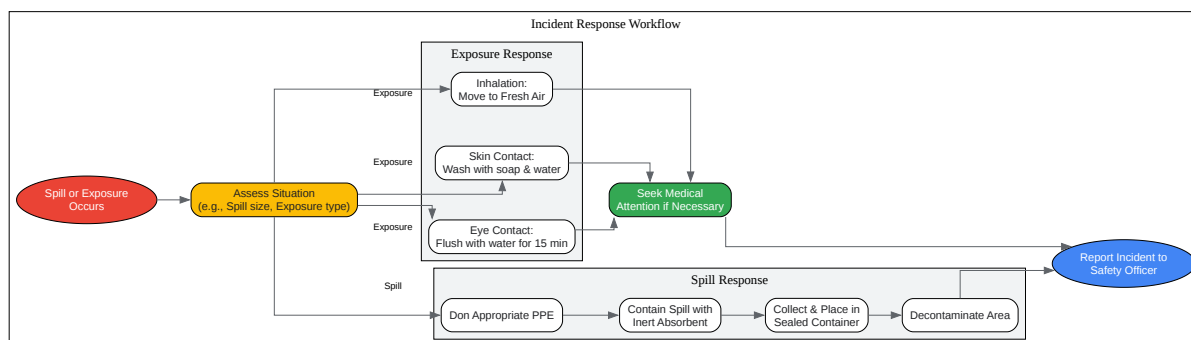 Incident Response Workflow
Exposure Response
Inhalation:
Move to Fresh Air
Exposure
Skin Contact:
Wash with soap & water
Exposure
Spill or Exposure
Occurs
Assess Situation
(e.g., Spill size, Exposure type)
Seek Medical
Attention if Necessary
Eye Contact:
Flush with water for 15 min
Exposure
Report Incident to
Safety Officer
Spill Response
Spill
Don Appropriate PPE
Contain Spill with
Inert Absorbent
Collect & Place in
Sealed Container
Decontaminate Area